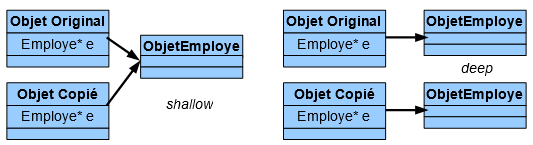 Objet Original
Employe* e
ObjetEmploye
Objet Copié
Employe* e
shallow
Objet Original
Employe* e
ObjetEmploye
deep
Objet Copié
Employe* e
ObjetEmploye